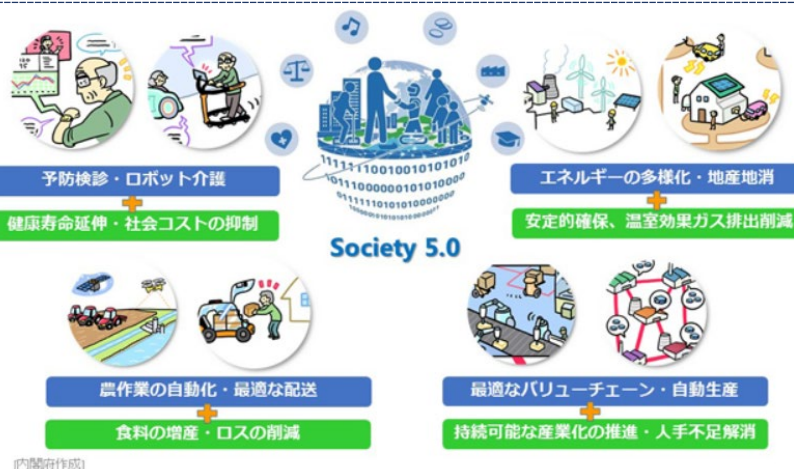 予防検診・ロボット介護
健康寿命延伸・社会コストの抑制
エネルギーの多様化・地産地消
安定的確保、温室効果ガス排出削減
Society 5.0
農作業の自動化・最適な配送
食料の増産・ロスの削減
最適なバリューチェーン・自動生産
持続可能な産業化の推進・人手不足解消
[内閣府作成]